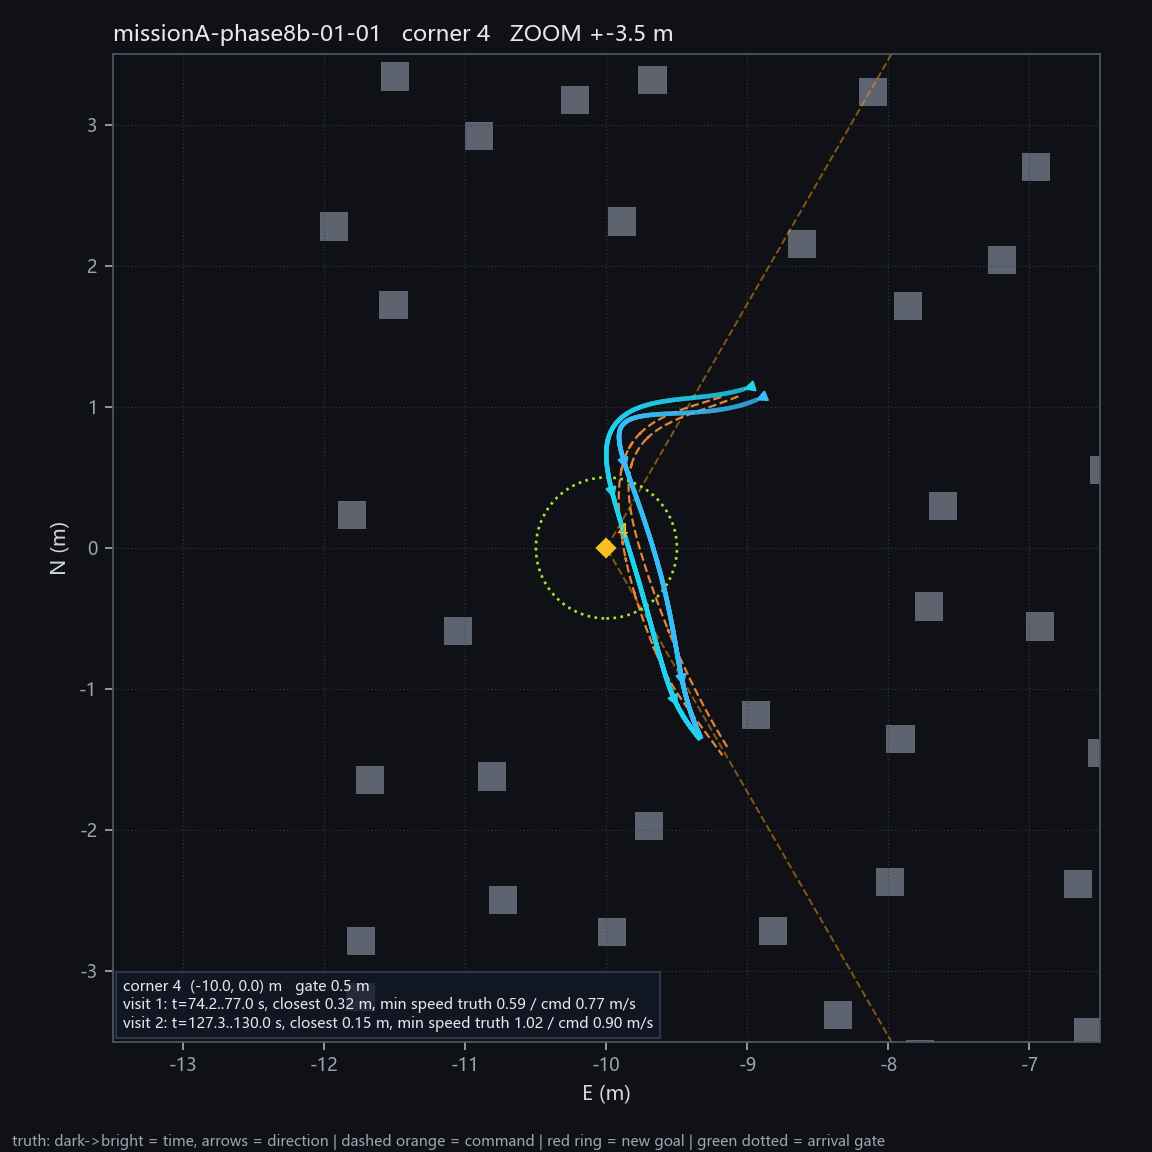 missionA-phase8b-01-01 corner 4 ZOOM +-3.5 m
3
2
1
0
-1
-2
-3
N (m)
4
corner 4 (-10.0, 0.0) m gate 0.5 m
visit 1: t=74.2..77.0 s, closest 0.32 m, min speed truth 0.59 / cmd 0.77 m/s
visit 2: t=127.3..130.0 s, closest 0.15 m, min speed truth 1.02 / cmd 0.90 m/s
-13 -12 -11 -10 -9 -8 -7
E (m)
truth: dark->bright = time, arrows = direction | dashed orange = command | red ring = new goal | green dotted = arrival gate